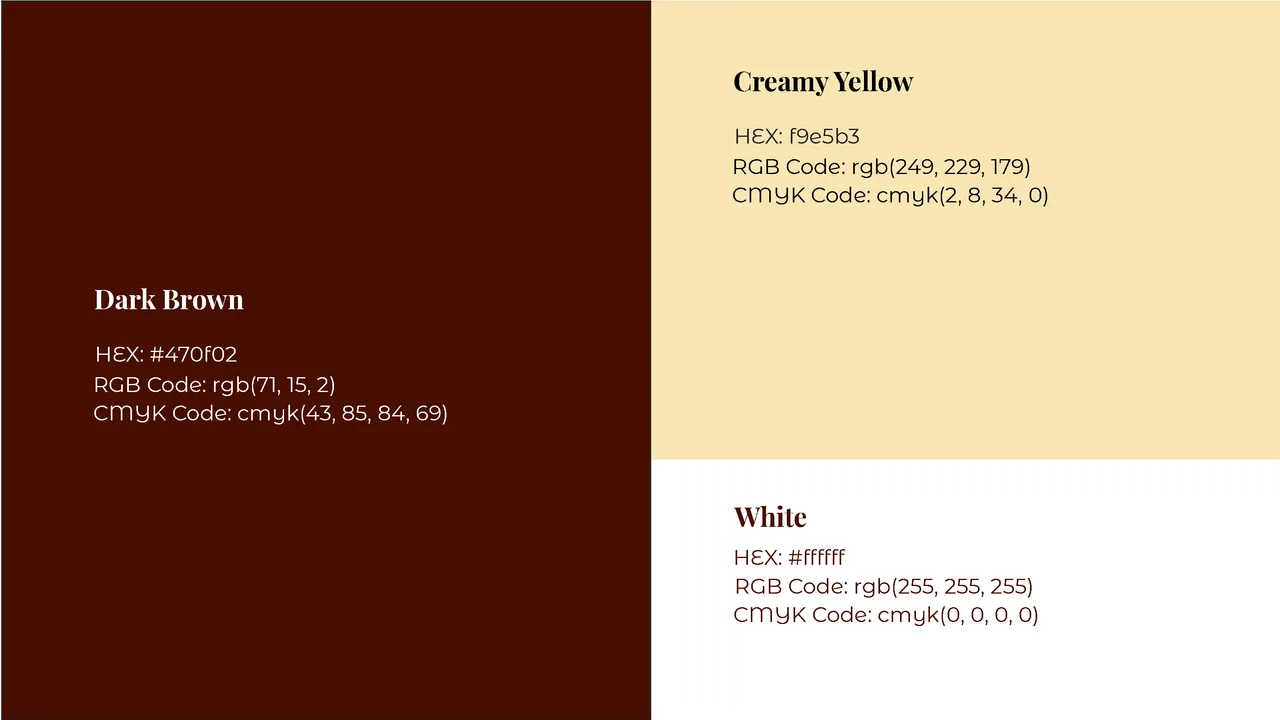 Dark Brown
HEX: #470f02
RGB Code: rgb(71, 15, 2)
CMYK Code: cmyk(43, 85, 84, 69)
Creamy Yellow
HEX: f9e5b3
RGB Code: rgb(249, 229, 179)
CMYK Code: cmyk(2, 8, 34, 0)
White
HEX: #ffffff
RGB Code: rgb(255, 255, 255)
CMYK Code: cmyk(0, 0, 0, 0)